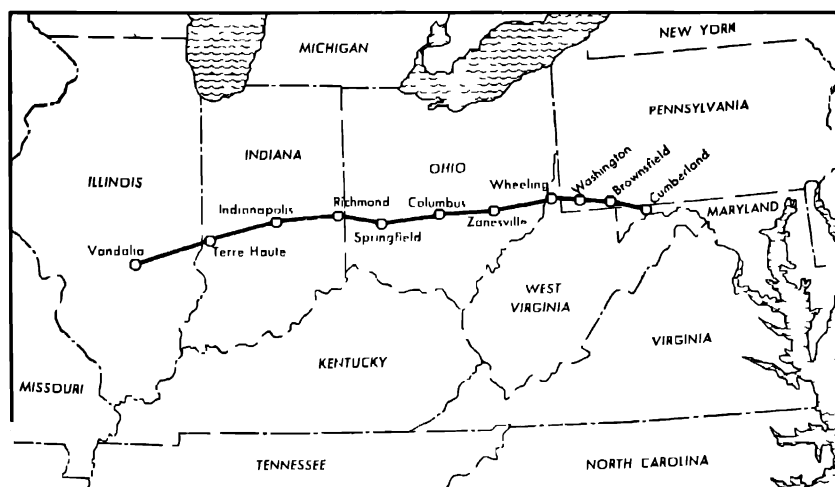 NEW YORK
MICHIGAN
PENNSYLVANIA
INDIANA
OHIO
ILLINOIS
Wheeling
Washington
Brownsfield
Cumberland
Richmond
Columbus
Indianapolis
MARYLAND
Zanesville
Springfield
Vandalia
Terre Haute
WEST
VIRGINIA
VIRGINIA
KENTUCKY
MISSOURI
TENNESSEE
NORTH CAROLINA